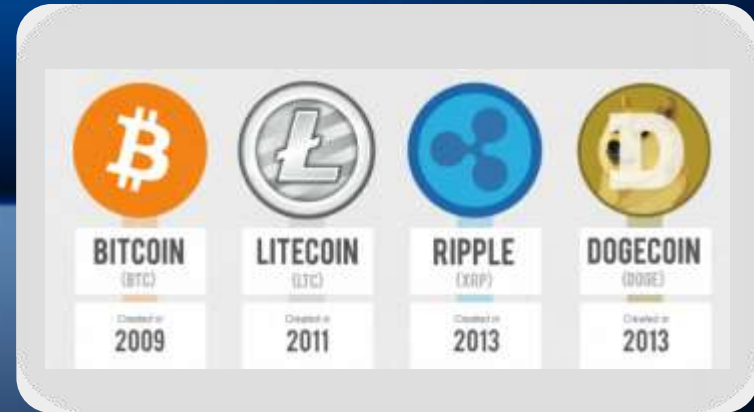 BITCOIN
(BTC)
Created in
2009
LITECOIN
(LTC)
Created in
2011
RIPPLE
(XRP)
Created in
2013
DOGECOIN
(DOGE)
Created in
2013